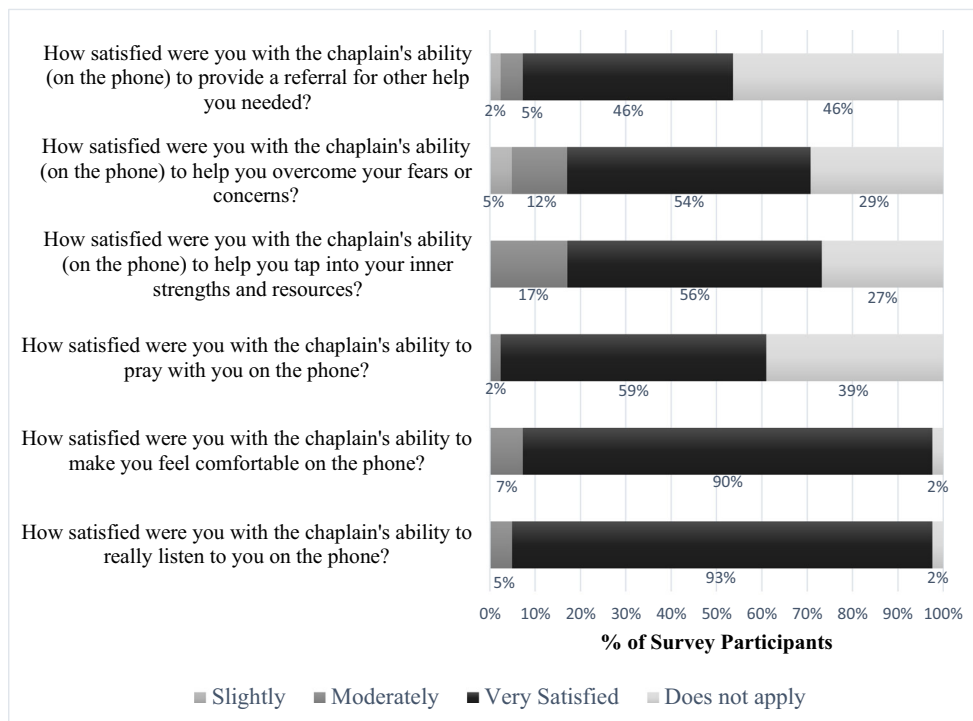 How satisfied were you with the chaplain's ability
(on the phone) to provide a referral for other help
you needed?
2% 5% 46% 46%
How satisfied were you with the chaplain's ability
(on the phone) to help you overcome your fears or
concerns?
5% 12% 54% 29%
How satisfied were you with the chaplain's ability
(on the phone) to help you tap into your inner
strengths and resources?
17% 56% 27%
How satisfied were you with the chaplain's ability to
pray with you on the phone?
2% 59% 39%
How satisfied were you with the chaplain's ability to
make you feel comfortable on the phone?
7% 90% 2%
How satisfied were you with the chaplain's ability to
really listen to you on the phone?
5% 93% 2%
0% 10% 20% 30% 40% 50% 60% 70% 80% 90% 100%
% of Survey Participants
Slightly Moderately Very Satisfied Does not apply